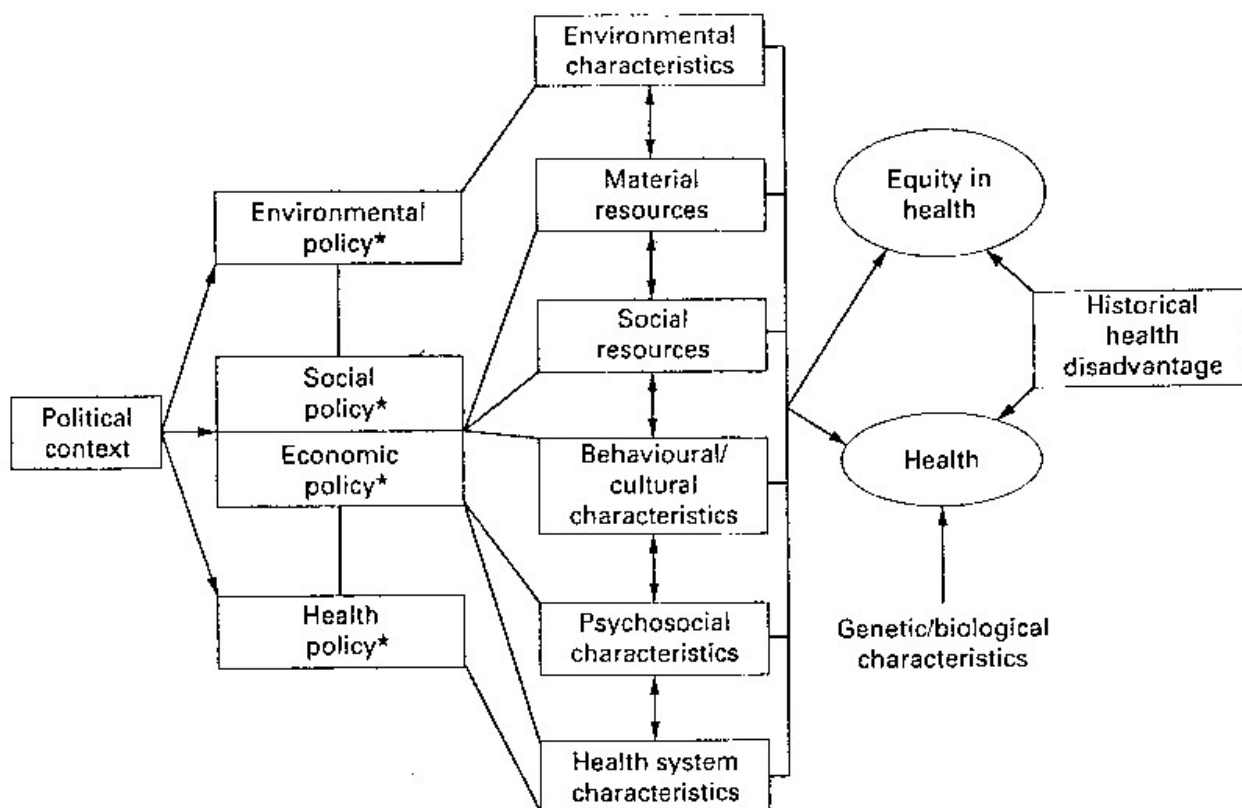 Environmental
characteristics
Material
resources
Equity in
health
Environmental
policy*
Social
resources
Historical
health
disadvantage
Social
policy*
Political
context
Economic
policy*
Behavioural/
cultural
characteristics
Health
Health
policy*
Psychosocial
characteristics
Genetic/biological
characteristics
Health system
characteristics